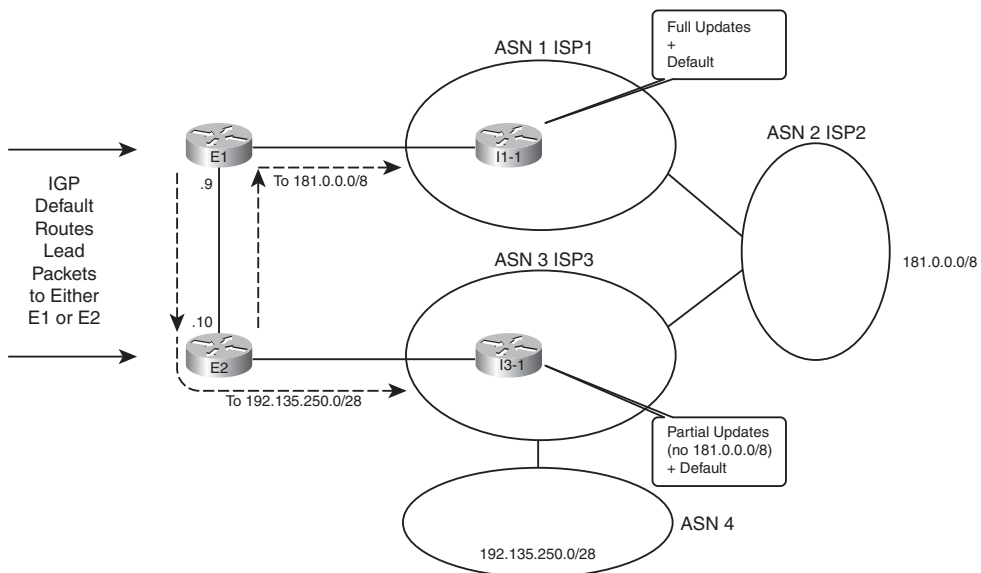 Full Updates
+
Default
ASN 1 ISP1
ASN 2 ISP2
E1
I1-1
.9
To 181.0.0.0/8
IGP
Default
Routes
Lead
Packets
to Either
E1 or E2
181.0.0.0/8
ASN 3 ISP3
.10
E2
I3-1
To 192.135.250.0/28
Partial Updates
(no 181.0.0.0/8)
+ Default
ASN 4
192.135.250.0/28